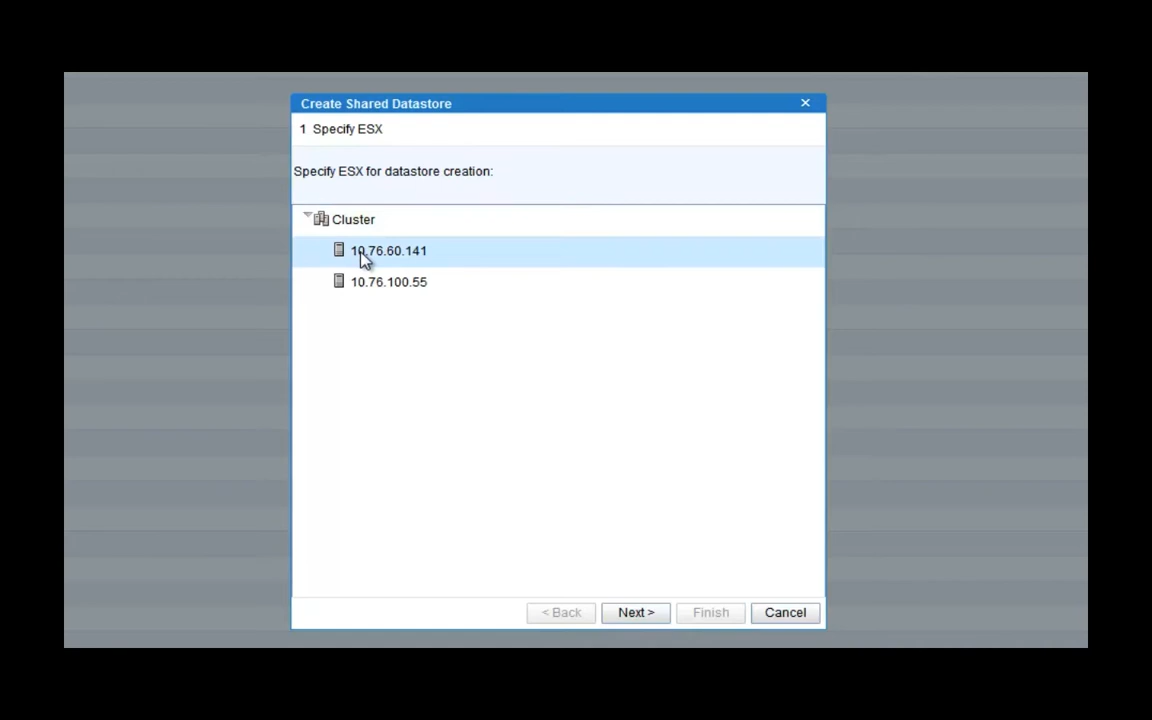 Create Shared Datastore
1 Specify ESX
Specify ESX for datastore creation:
Cluster
10.76.60.141
10.76.100.55
< Back Next > Finish Cancel